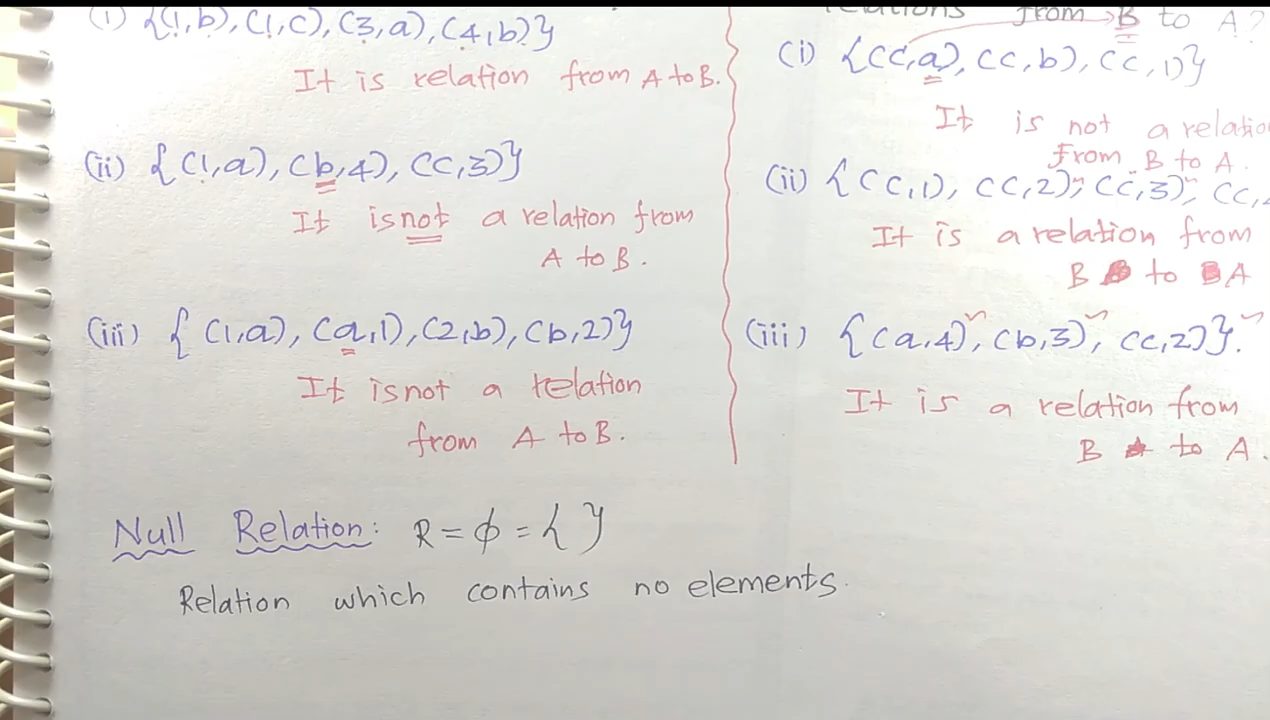 (i) {(1,b), (1,c), (3,a), (4,b)}
It is relation from A to B.
(ii) {(1,a), (b,4), (c,3)}
It is not a relation from
A to B.
(iii) { (1,a), (a,1), (2,b), (b,2)}
It is not a relation
from A to B.
from B to A?
(i) {(c,a), (c,b), (c,1)}
It is not a
from B to A.
(ii) {(c,1), (c,2), (c,3), (c,
It is a relation from
B to A
(iii) {(a,4), (b,3), (c,2)}.
It is a relation from
B to A.
Null Relation: R = ϕ = { }
Relation which contains no elements.